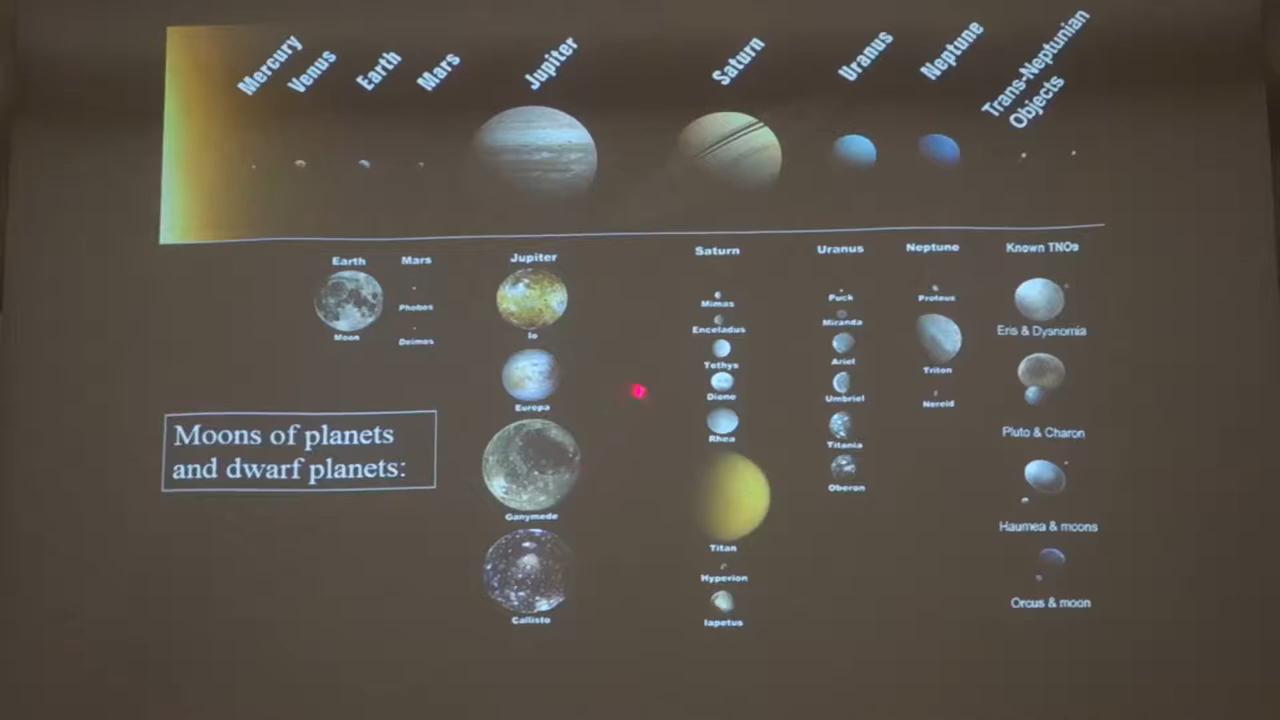 Mercury
Venus
Earth
Mars
Jupiter
Saturn
Uranus
Neptune
Trans-Neptunian
Objects
Earth
Moon
Mars
Phobos
Deimos
Jupiter
Io
Europa
Ganymede
Callisto
Saturn
Mimas
Enceladus
Tethys
Dione
Rhea
Titan
Hyperion
Iapetus
Uranus
Puck
Miranda
Ariel
Umbriel
Titania
Oberon
Neptune
Proteus
Triton
Nereid
Known TNOs
Eris & Dysnomia
Pluto & Charon
Haumea & moons
Orcus & moon
Moons of planets
and dwarf planets: